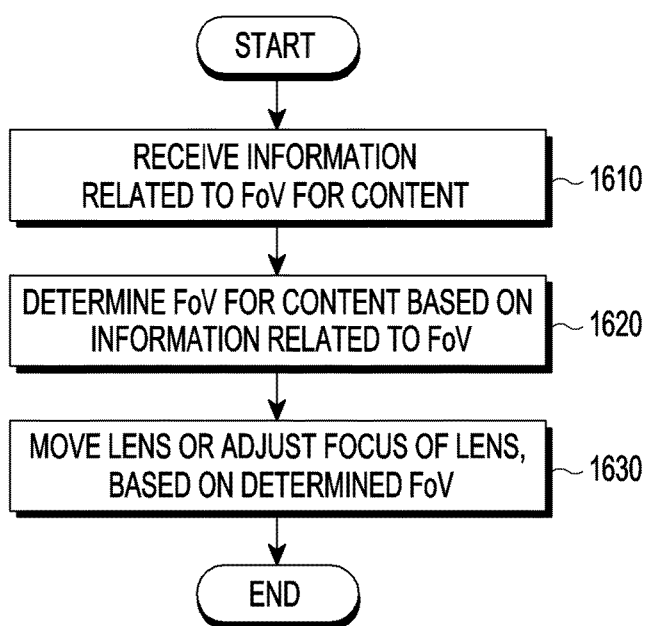 START
RECEIVE INFORMATION
RELATED TO FoV FOR CONTENT
1610
DETERMINE FoV FOR CONTENT BASED ON
INFORMATION RELATED TO FoV
1620
MOVE LENS OR ADJUST FOCUS OF LENS,
BASED ON DETERMINED FoV
1630
END